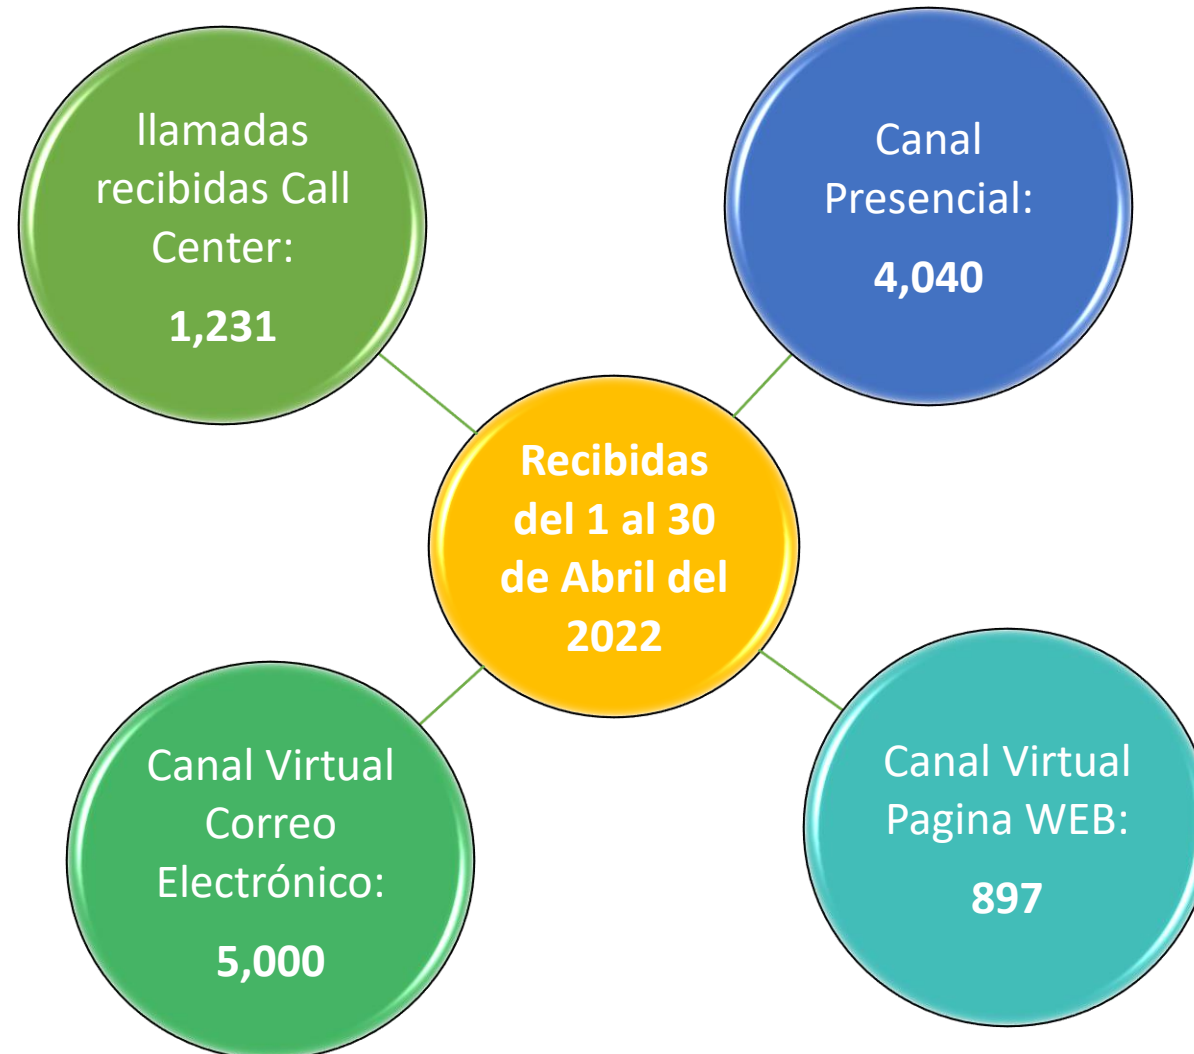 llamadas
recibidas Call
Center:
1,231
Canal
Presencial:
4,040
Recibidas
del 1 al 30
de Abril del
2022
Canal Virtual
Correo
Electrónico:
5,000
Canal Virtual
Pagina WEB:
897